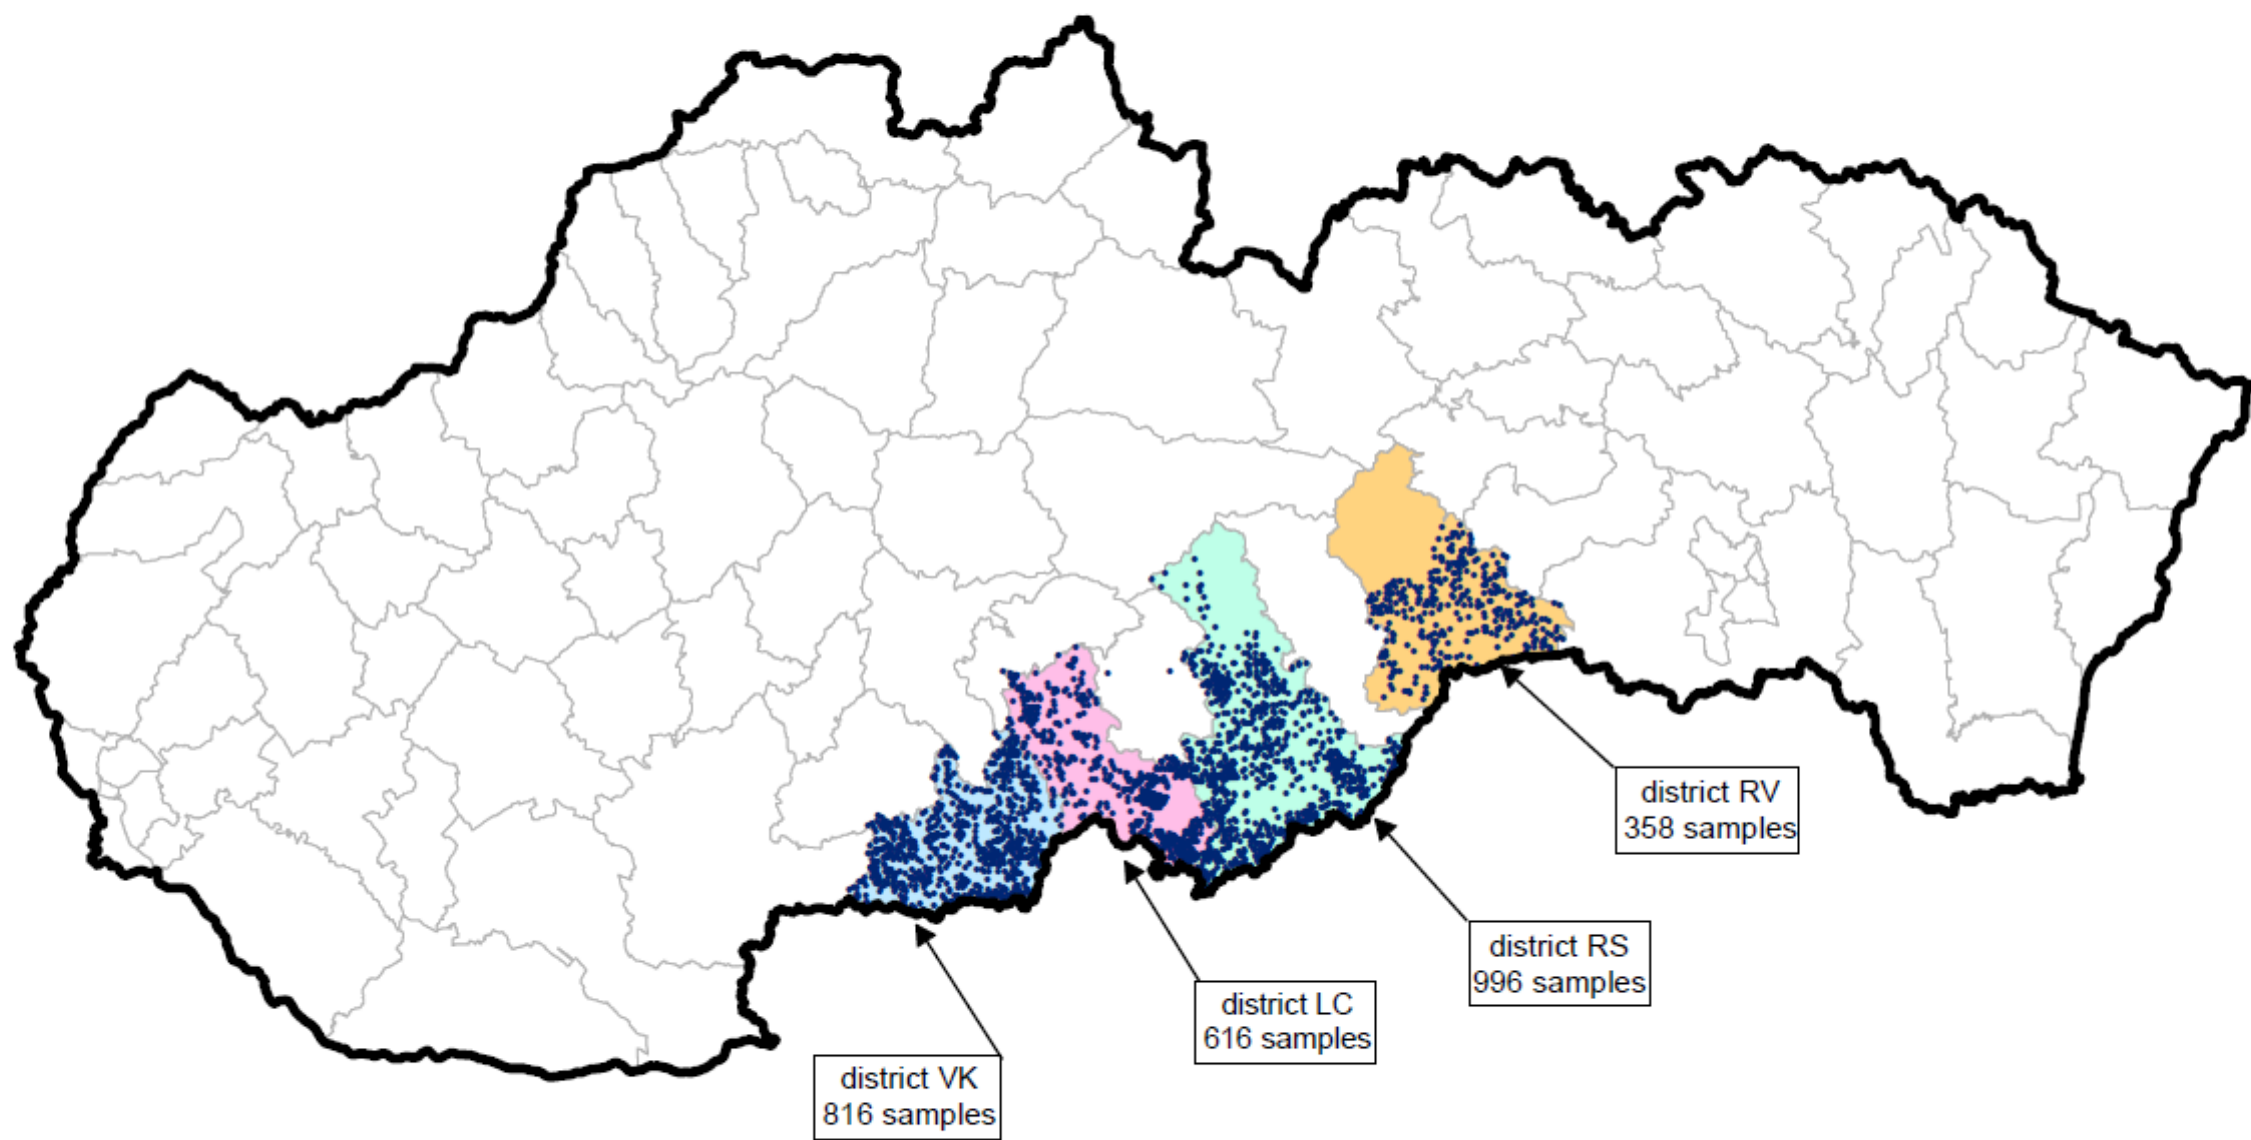 district RV
358 samples
district RS
996 samples
district LC
616 samples
district VK
816 samples